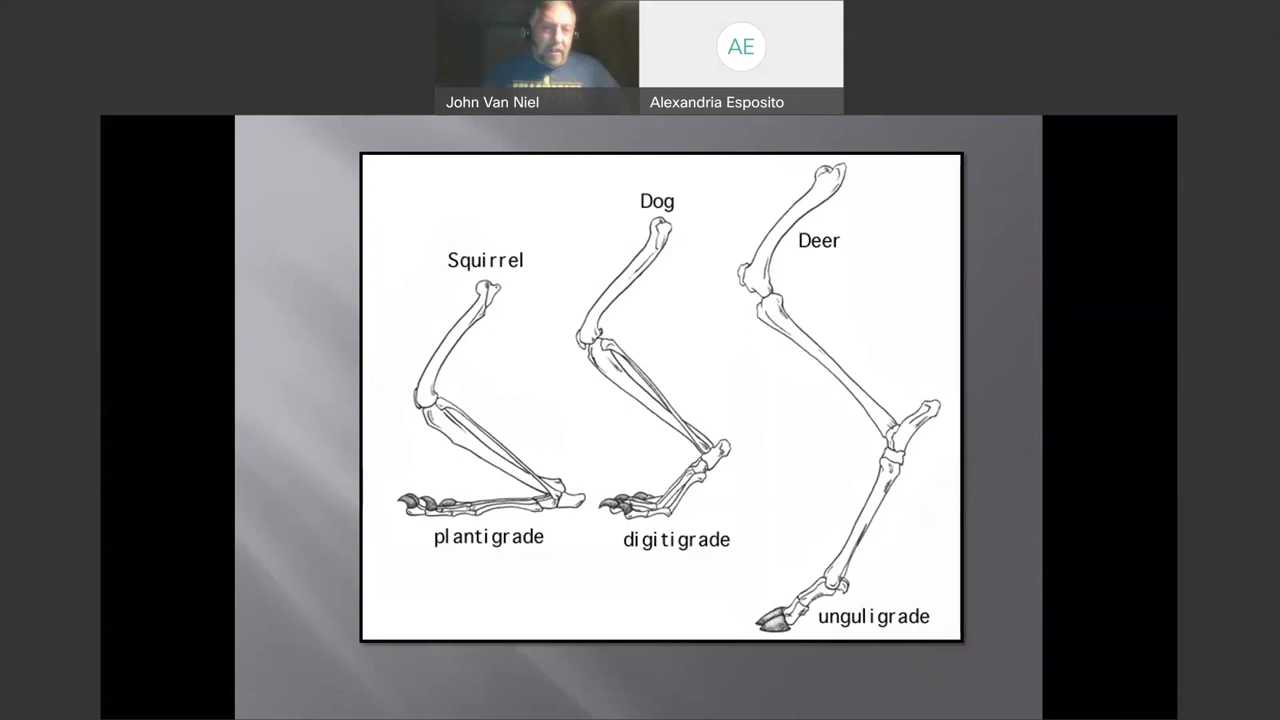 AE
John Van Niel
Alexandria Esposito
Dog
Deer
Squirrel
plantigrade
digitigrade
unguligrade